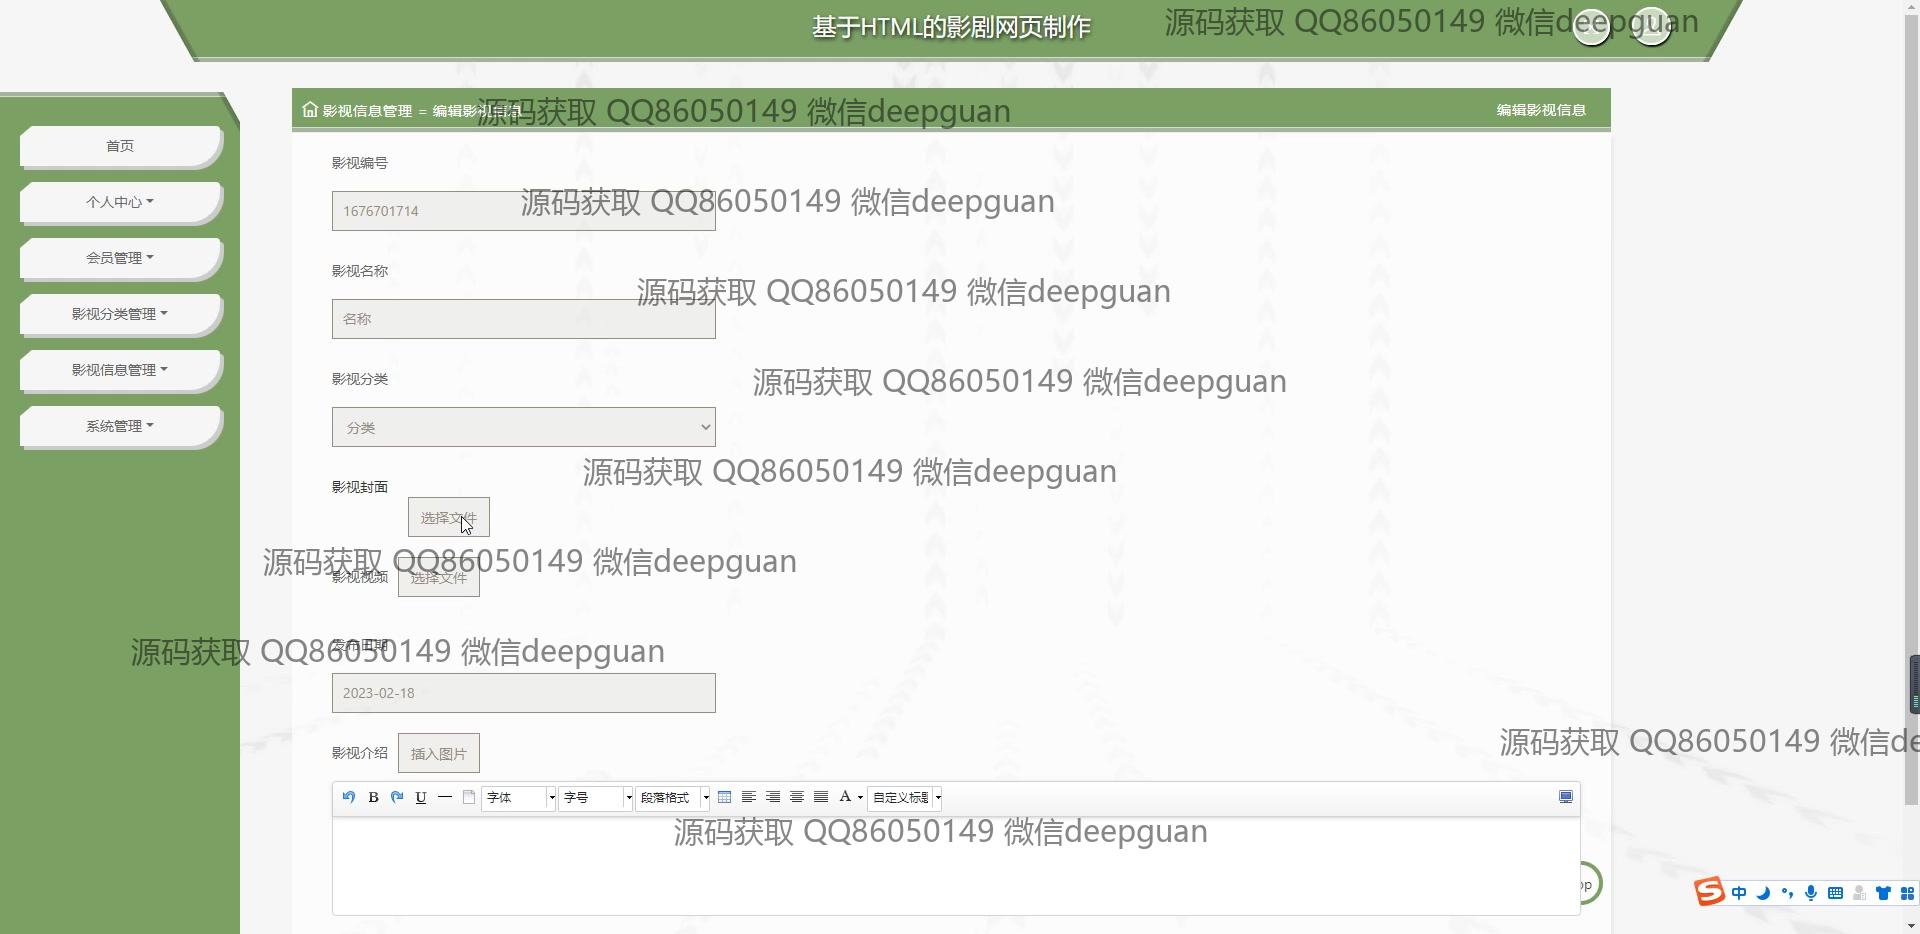 基于HTML的影剧网页制作
源码获取 QQ86050149 微信deepguan
影视信息管理 = 编辑影视信息
源码获取 QQ86050149 微信deepguan
编辑影视信息
首页
个人中心
会员管理
影视分类管理
影视信息管理
系统管理
影视编号
1676701714
源码获取 QQ86050149 微信deepguan
影视名称
源码获取 QQ86050149 微信deepguan
名称
影视分类
源码获取 QQ86050149 微信deepguan
分类
源码获取 QQ86050149 微信deepguan
影视封面
选择文件
源码获取 QQ86050149 微信deepguan
影视视频
选择文件
发布日期
源码获取 QQ86050149 微信deepguan
2023-02-18
源码获取 QQ86050149 微信de
影视介绍
插入图片
B U 字体 字号 段落格式 A 自定义标题
源码获取 QQ86050149 微信deepguan
op
S 中